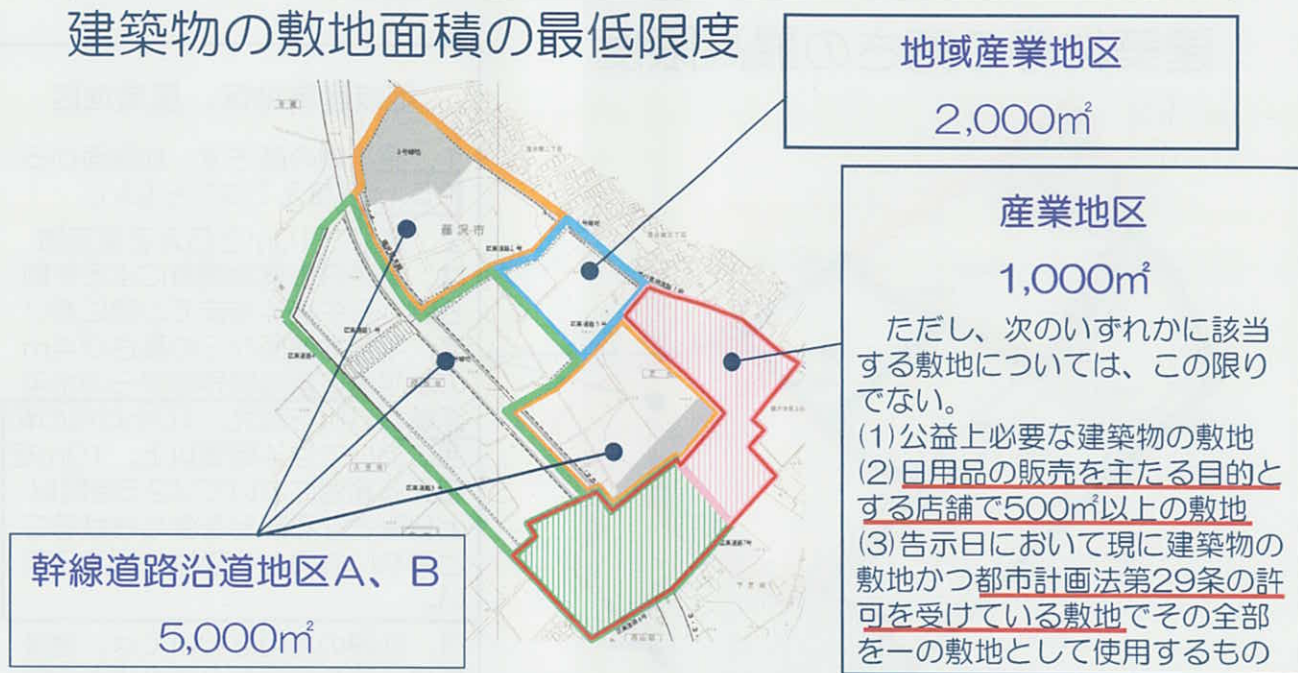 建築物の敷地面積の最低限度
地域産業地区
2,000㎡
産業地区
1,000㎡
ただし、次のいずれかに該当
する敷地については、この限り
でない。
(1)公益上必要な建築物の敷地
(2)日用品の販売を主たる目的と
する店舗で500㎡以上の敷地
(3)告示日において現に建築物の
敷地かつ都市計画法第29条の許
可を受けている敷地でその全部
を一の敷地として使用するもの
藤沢市
幹線道路沿道地区A、B
5,000㎡